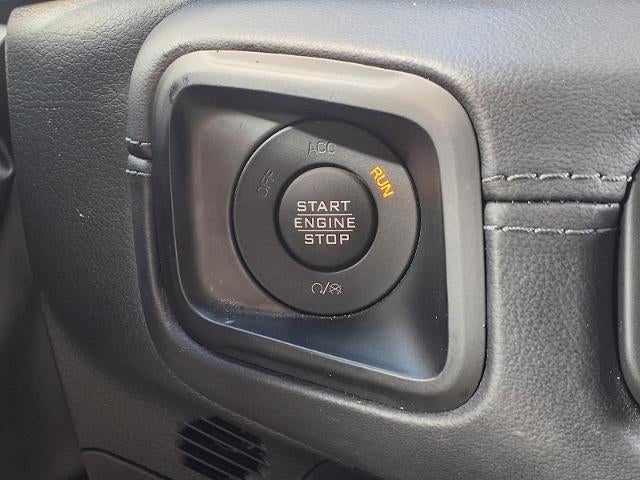 ACC
OFF
RUN
START
ENGINE
STOP